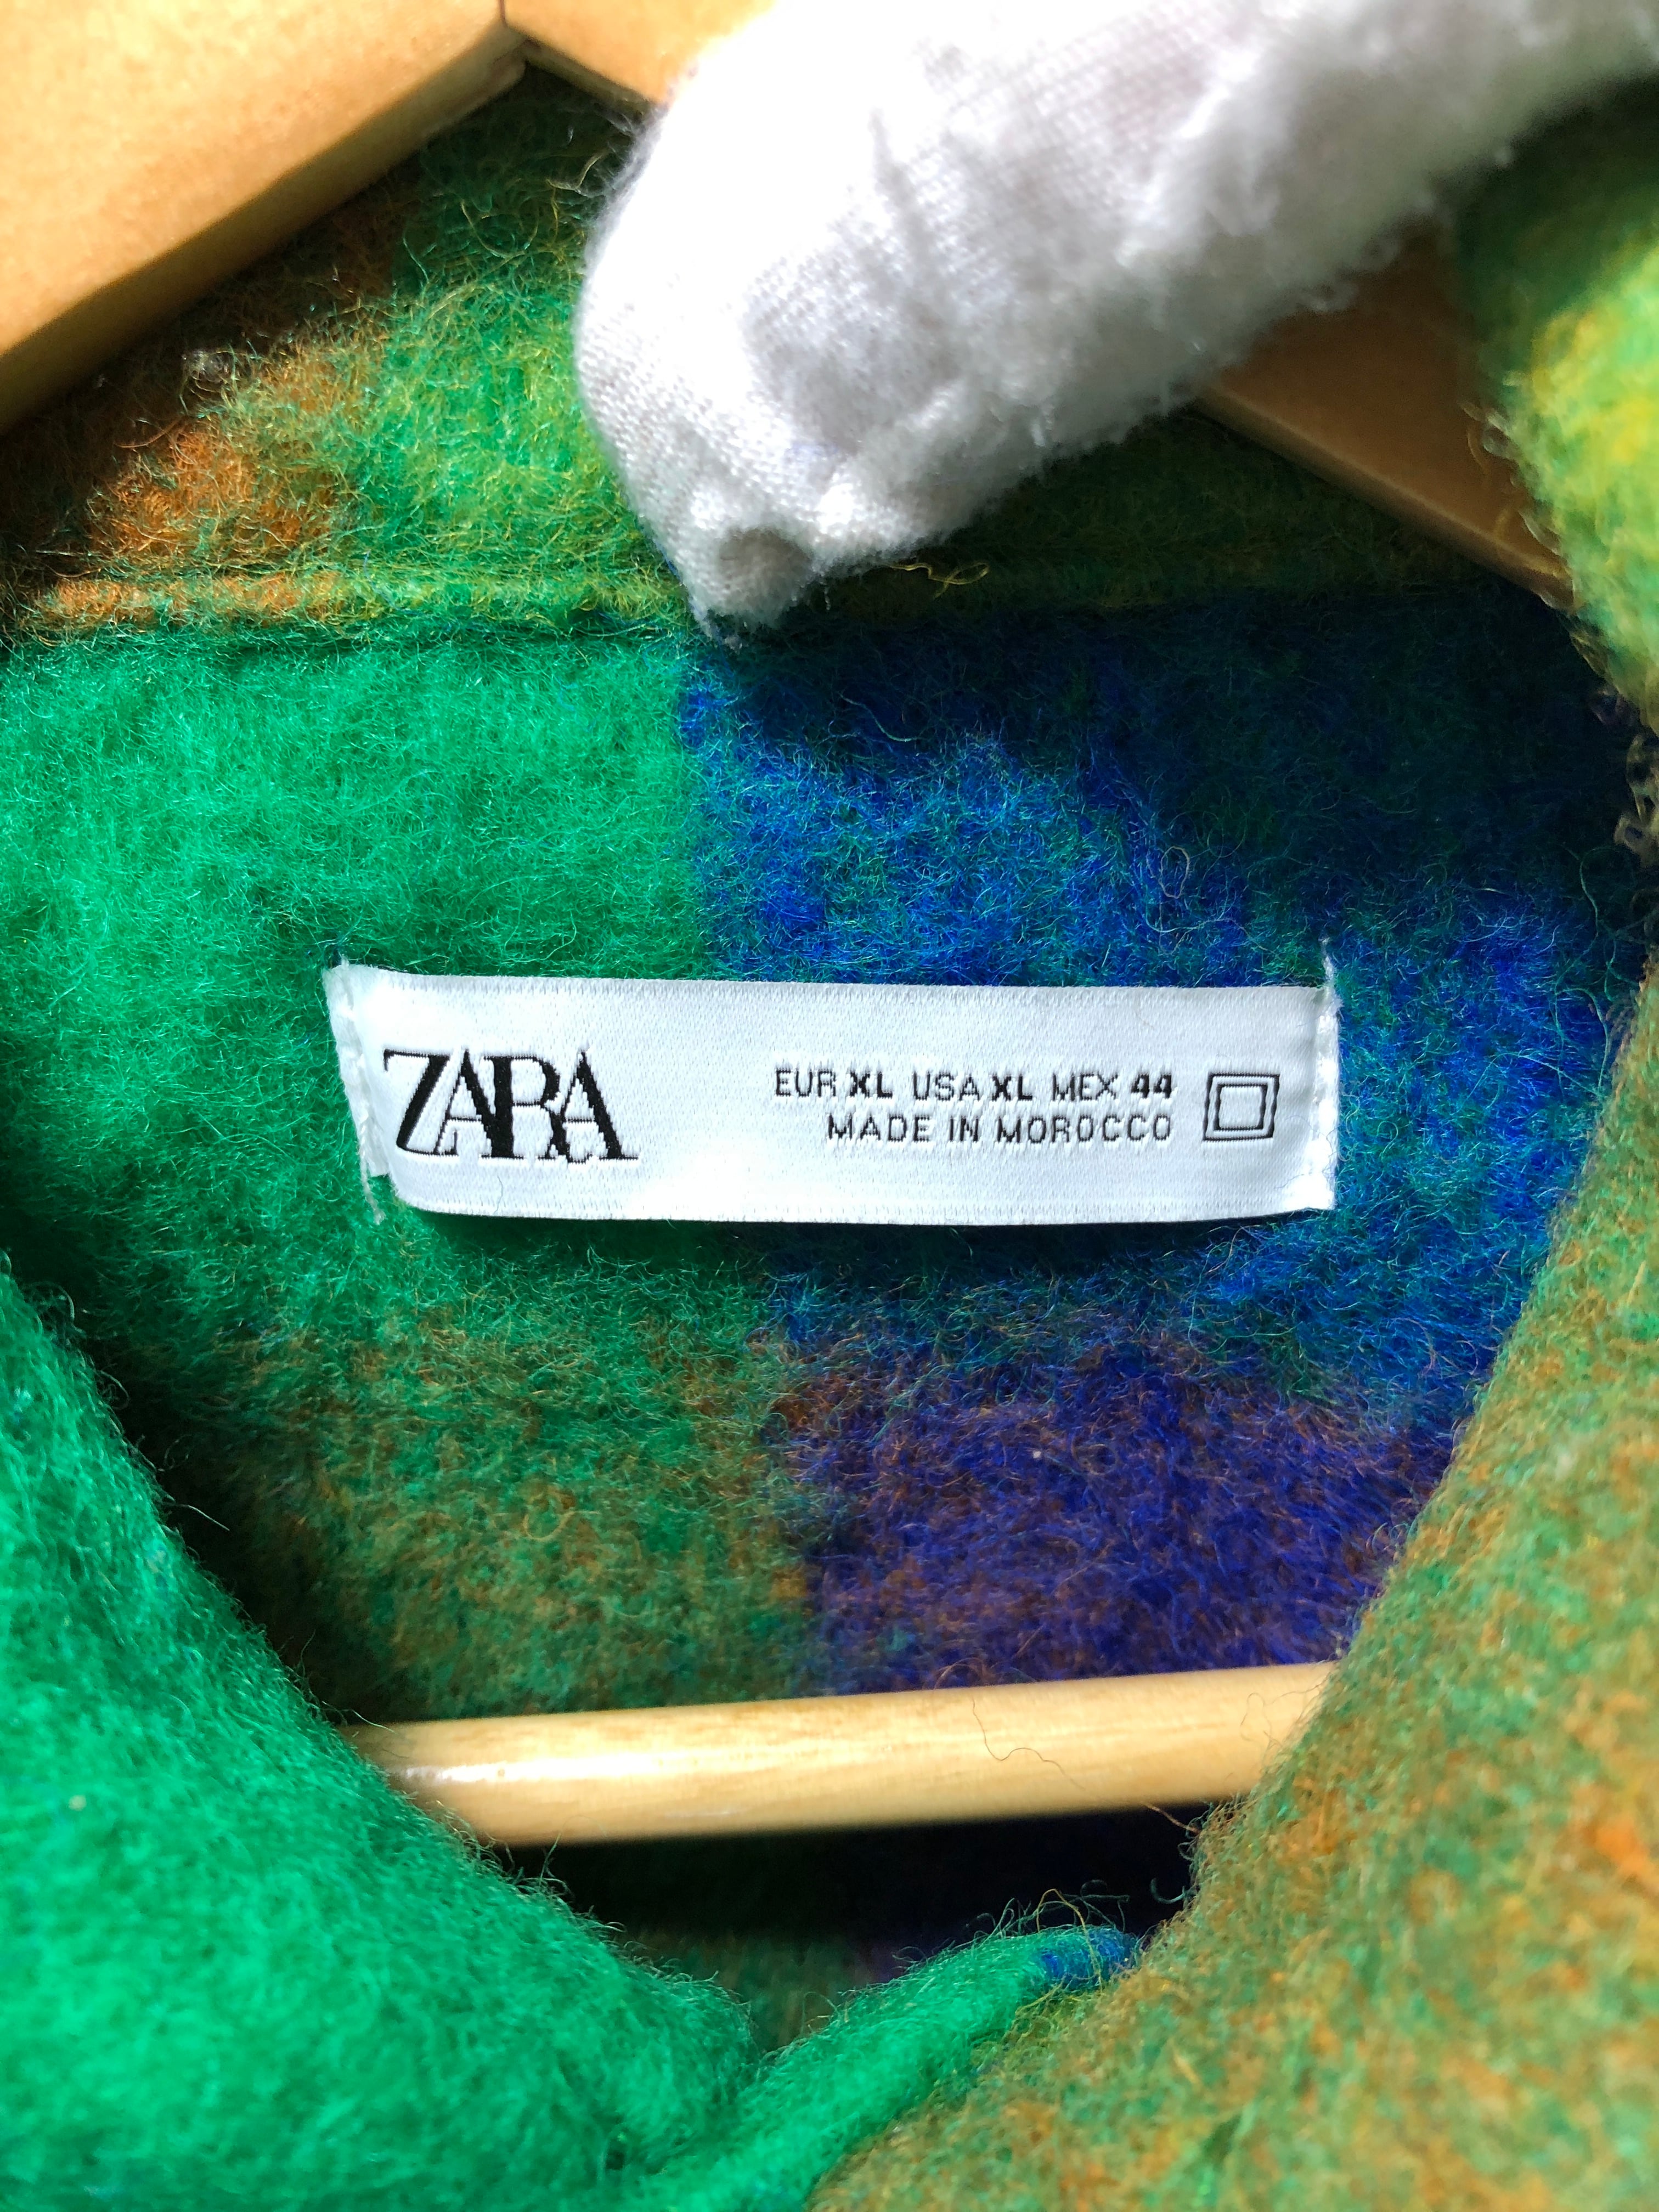 ZARA
EUR XL USA XL MEX 44
MADE IN MOROCCO